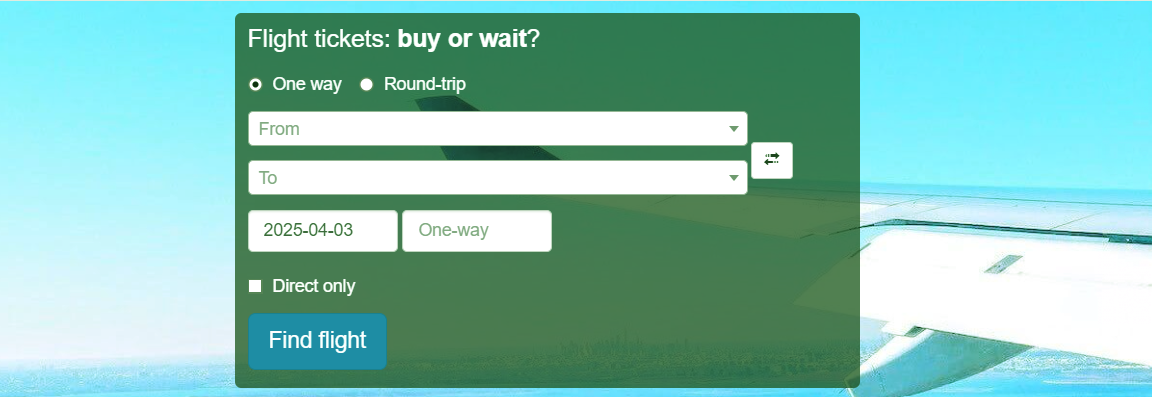 Flight tickets: buy or wait?
One way Round-trip
From
To
2025-04-03 One-way
Direct only
Find flight